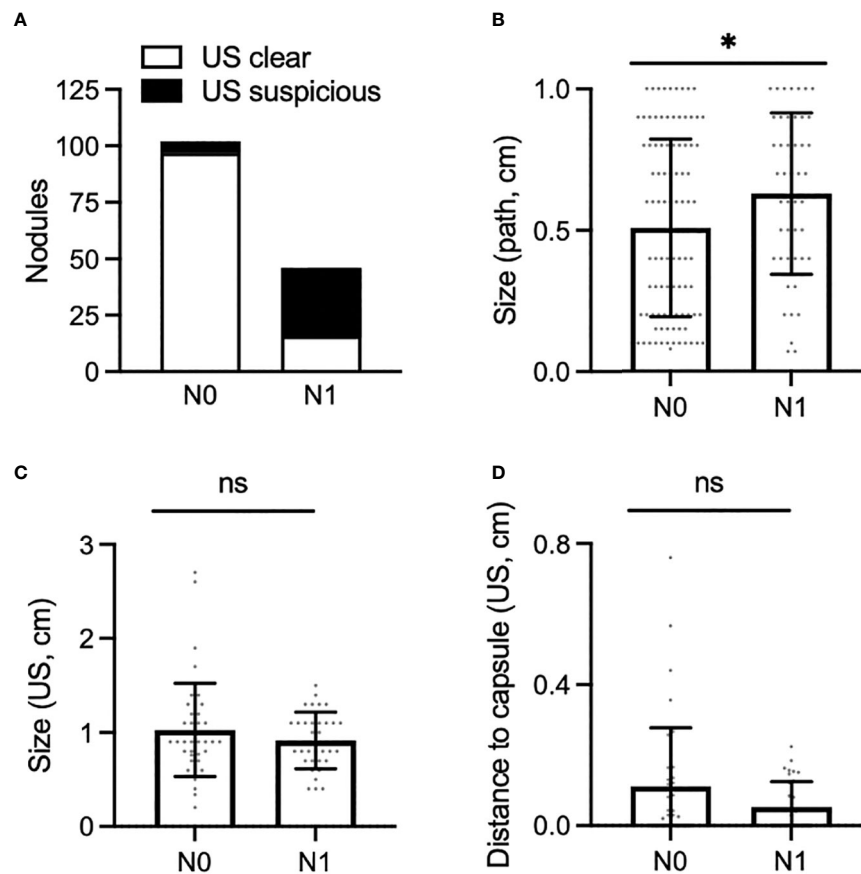 A
US clear
US suspicious
Nodules
125
100
75
50
25
0
N0 N1
B
*
Size (path, cm)
1.0
0.5
0.0
N0 N1
C
ns
Size (US, cm)
3
2
1
0
N0 N1
D
ns
Distance to capsule (US, cm)
0.8
0.4
0.0
N0 N1